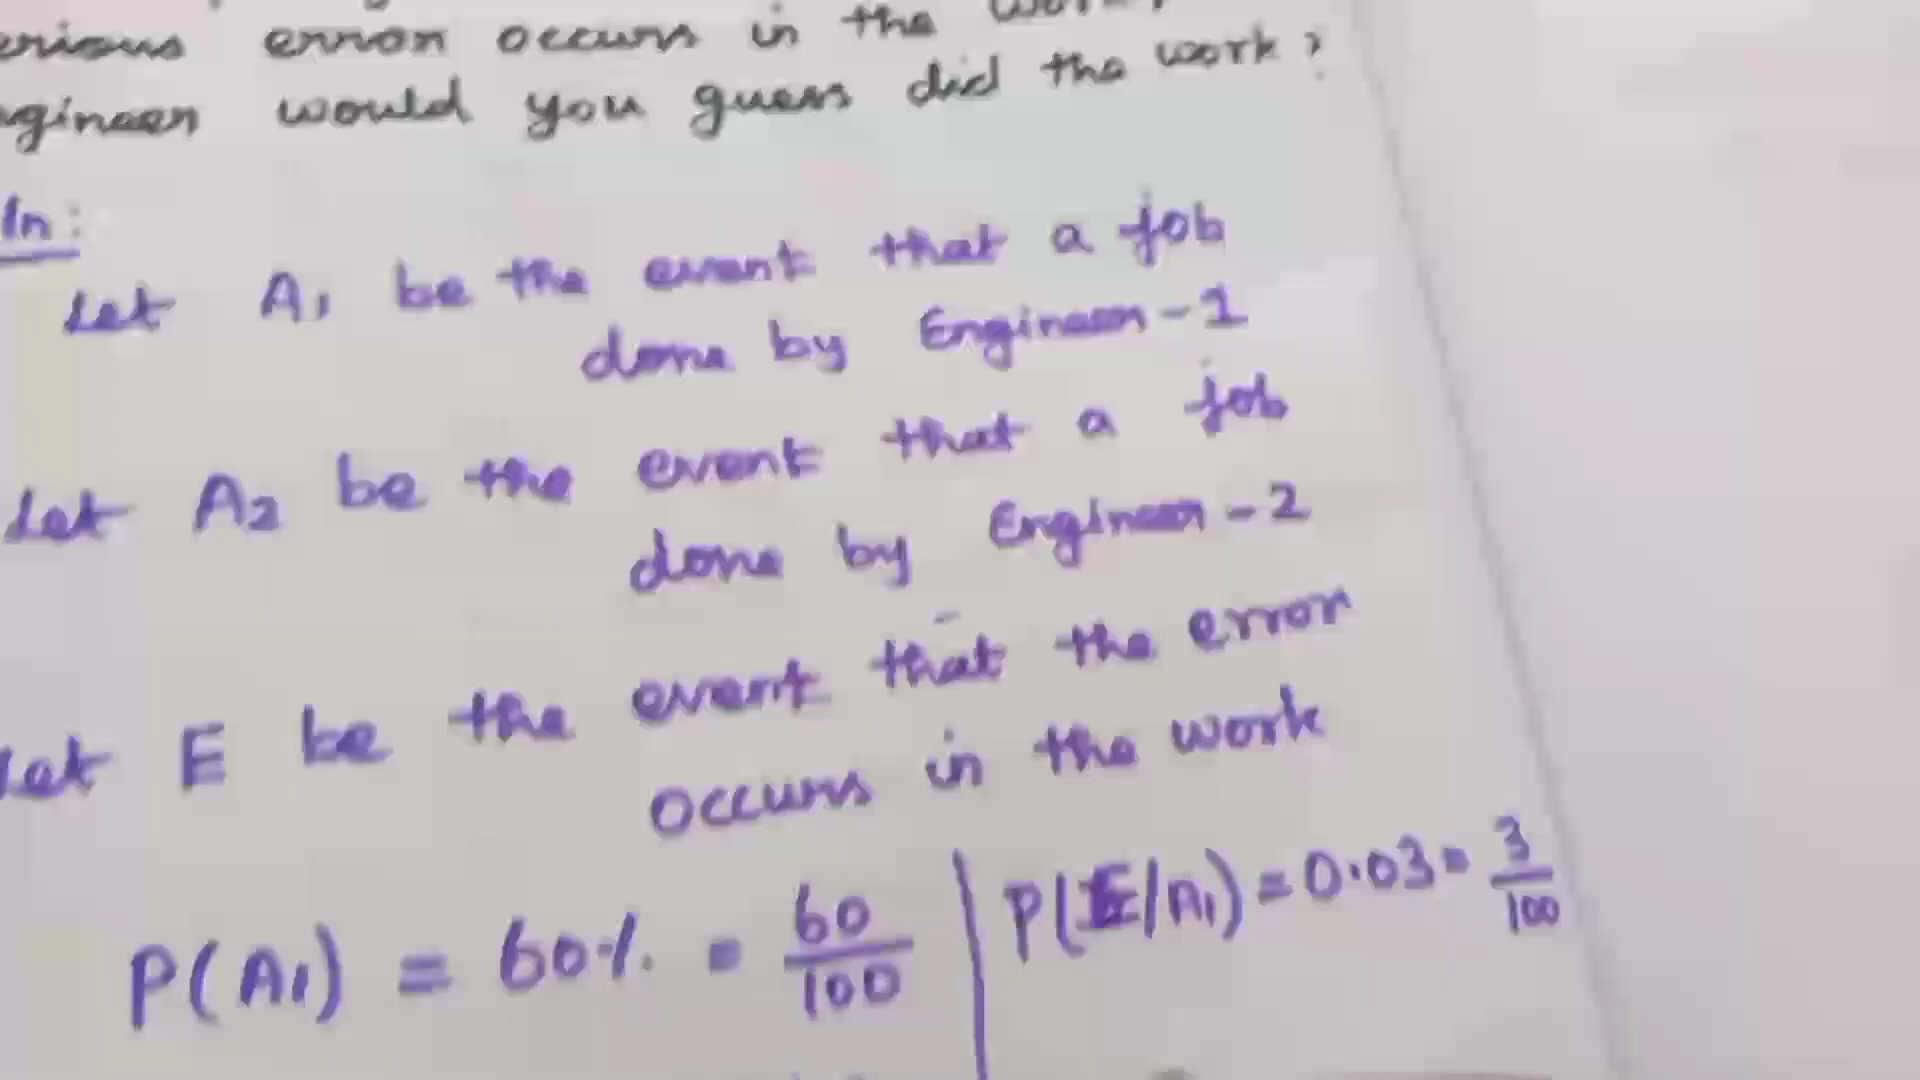 error occurs in the
would you guess did the work?
Let A1 be the event that a job
done by Engineer-1
Let A2 be the event that a job
done by Engineer-2
Let E be the event that the error
occurs in the work
P(A1) = 60% = 60/100
P(E/A1) = 0.03 = 3/100